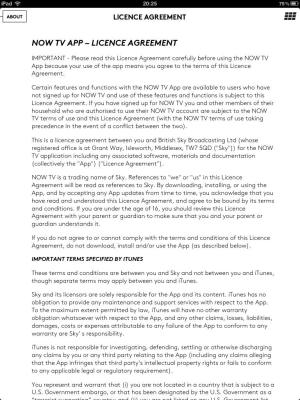 iPad 20:25 75%
ABOUT LICENCE AGREEMENT
NOW TV APP – LICENCE AGREEMENT
IMPORTANT - Please read this Licence Agreement carefully before using the NOW TV
App because your use of the app means you agree to the terms of this Licence
Agreement.
Certain features and functions with the NOW TV App are available to users who have
not signed up for NOW TV and use of these features and functions is subject to this
Licence Agreement. If you have signed up for NOW TV you and other members of their
household who are authorised to use their NOW TV account are subject to the NOW
TV terms of use and this Licence Agreement (with the NOW TV terms of use taking
precedence in the event of a conflict between the two).
This is a licence agreement between you and British Sky Broadcasting Ltd (whose
registered office is at Grant Way, Isleworth, Middlesex, TW7 5QD ("Sky")) for the NOW
TV application including any associated software, materials and documentation
(collectively the "App") ("Licence Agreement").
NOW TV is a trading name of Sky. References to "we" or "us" in this Licence
Agreement will be read as references to Sky. By downloading, installing, or using the
App, and by accepting any App updates from time to time, you acknowledge that you
have read and understood this Licence Agreement, and agree to be bound by its terms
and conditions. If you are under the age of 16, you should review this Licence
Agreement with your parent or guardian to make sure that you and your parent or
guardian understands it.
If you do not agree to or cannot comply with the terms and conditions of this Licence
Agreement, do not download, install and/or use the App (as described below).
IMPORTANT TERMS SPECIFIED BY ITUNES
These terms and conditions are between you and Sky and not between you and iTunes,
though separate terms may apply between you and iTunes.
Sky and its licensors are solely responsible for the App and its content. iTunes has no
obligation to provide any maintenance and support services with respect to the App.
To the maximum extent permitted by law, iTunes will have no other warranty
obligation whatsoever with respect to the App, and any other claims, losses, liabilities,
damages, costs or expenses attributable to any failure of the App to conform to any
warranty are Sky's responsibility.
iTunes is not responsible for investigating, defending, settling or otherwise discharging
any claims by you or any third party relating to the App (including any claims alleging
that the App infringes that third party's intellectual property rights or fails to conform
to any applicable legal or regulatory requirement).
You represent and warrant that (i) you are not located in a country that is subject to a
U.S. Government embargo, or that has been designated by the U.S. Government as a